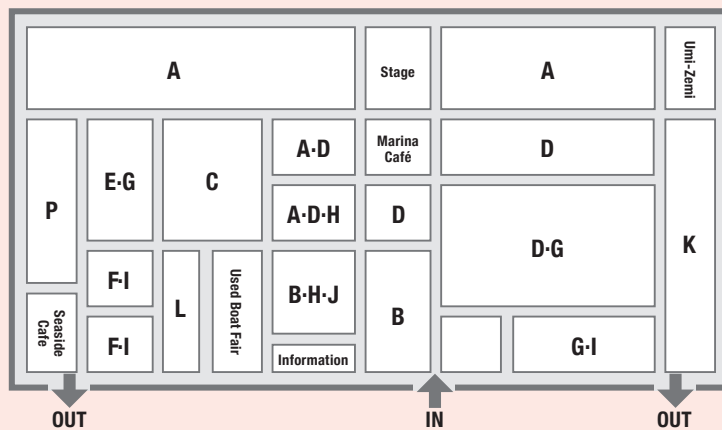 A
Stage
A
Umi-Zemi
P
E·G
C
A·D
Marina
Café
D
K
A·D·H
D
D·G
F·I
L
Used Boat Fair
B·H·J
B
Seaside
Cafe
F·I
Information
G·I
OUT
IN
OUT